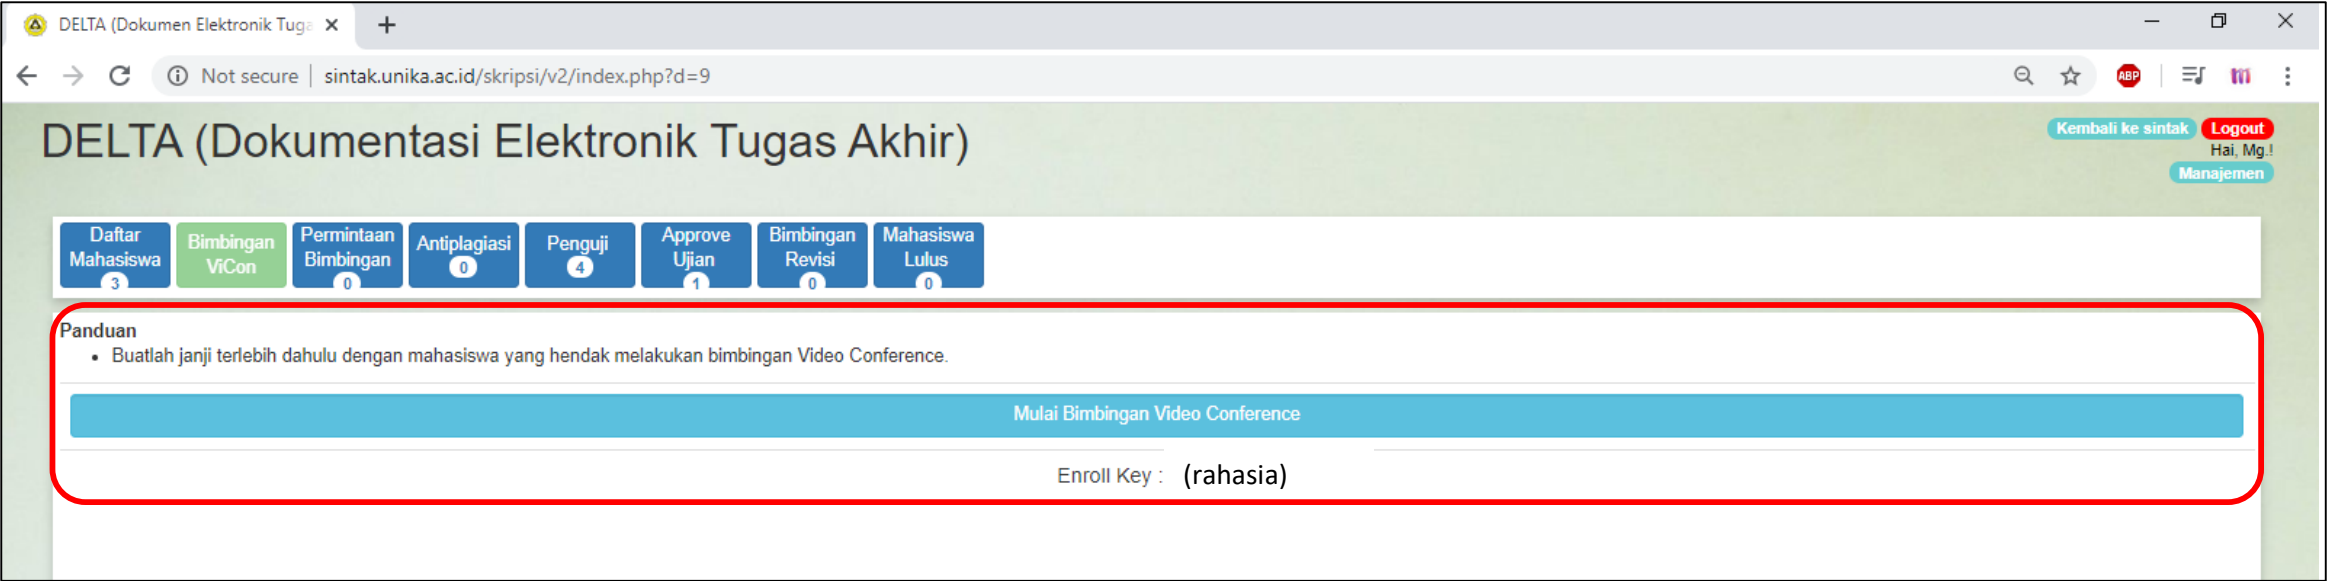 DELTA (Dokumen Elektronik Tuga
Not secure | sintak.unika.ac.id/skripsi/v2/index.php?d=9
ABP
DELTA (Dokumentasi Elektronik Tugas Akhir)
Kembali ke sintak Logout
Hai, Mg.!
Manajemen
Daftar Mahasiswa 3
Bimbingan ViCon
Permintaan Bimbingan 0
Antiplagiasi 0
Penguji 4
Approve Ujian 1
Bimbingan Revisi 0
Mahasiswa Lulus 0
Panduan
• Buatlah janji terlebih dahulu dengan mahasiswa yang hendak melakukan bimbingan Video Conference.
Mulai Bimbingan Video Conference
Enroll Key : (rahasia)